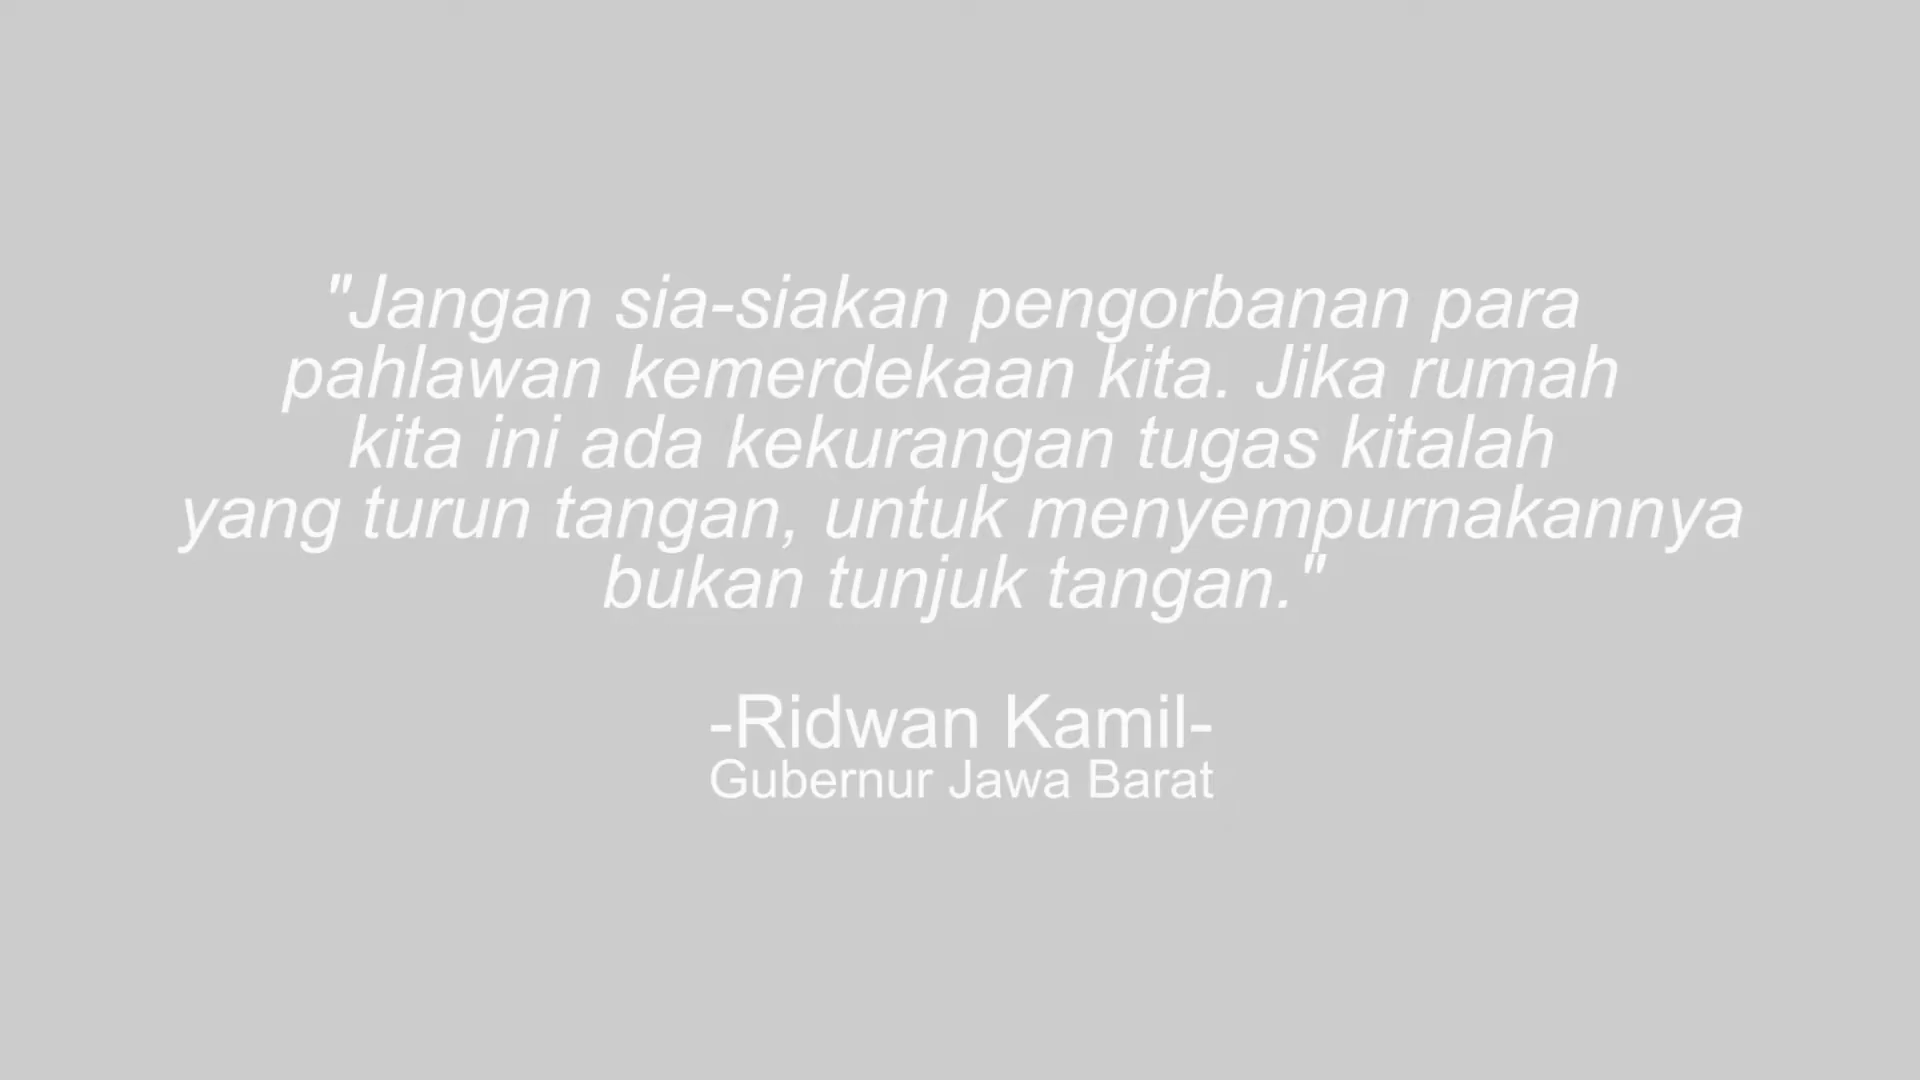 "Jangan sia-siakan pengorbanan para
pahlawan kemerdekaan kita. Jika rumah
kita ini ada kekurangan tugas kitalah
yang turun tangan, untuk menyempurnakannya
bukan tunjuk tangan."
-Ridwan Kamil-
Gubernur Jawa Barat